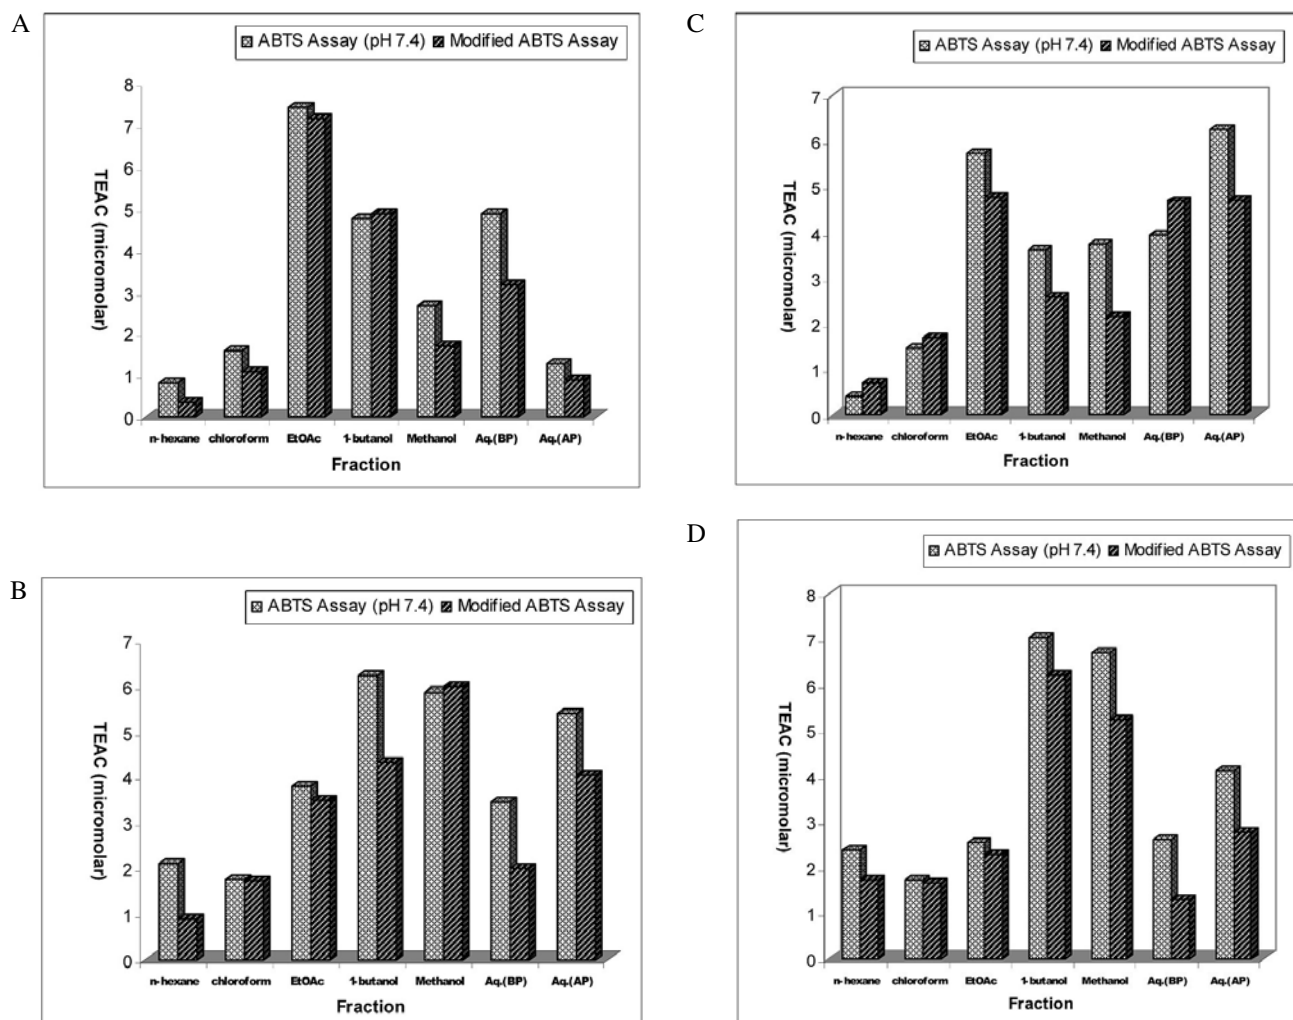 A
ABTS Assay (pH 7.4) Modified ABTS Assay
TEAC (micromolar)
8
7
6
5
4
3
2
1
0
n-hexane chloroform EtOAc 1-butanol Methanol Aq.(BP) Aq.(AP)
Fraction
B
ABTS Assay (pH 7.4) Modified ABTS Assay
TEAC (micromolar)
7
6
5
4
3
2
1
0
n-hexane chloroform EtOAc 1-butanol Methanol Aq.(BP) Aq.(AP)
Fraction
C
ABTS Assay (pH 7.4) Modified ABTS Assay
TEAC (micromolar)
7
6
5
4
3
2
1
0
n-hexane chloroform EtOAc 1-butanol Methanol Aq.(BP) Aq.(AP)
Fraction
D
ABTS Assay (pH 7.4) Modified ABTS Assay
TEAC (micromolar)
8
7
6
5
4
3
2
1
0
n-hexane chloroform EtOAc 1-butanol Methanol Aq.(BP) Aq.(AP)
Fraction